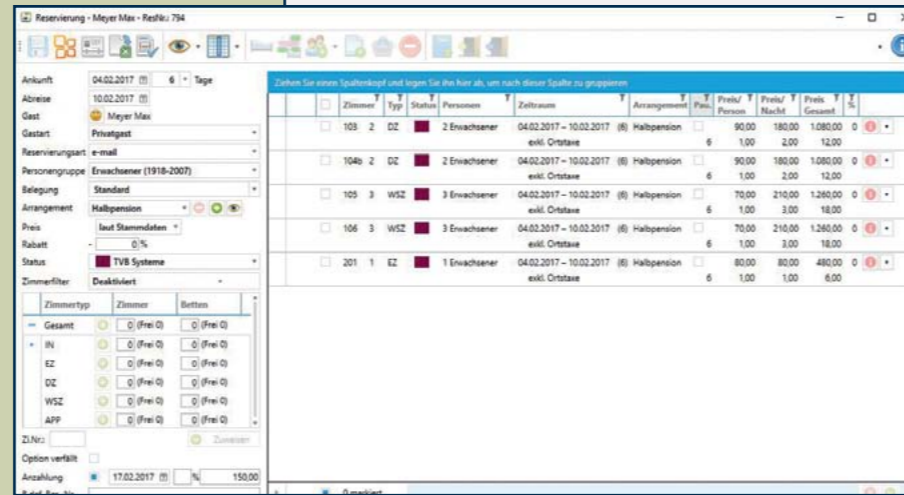 Reservierung - Meyer Max - ResNr.: 794
Ankunft 04.02.2017 6 Tage
Abreise 10.02.2017
Gast Meyer Max
Gastart Privatgast
Reservierungsart e-mail
Personengruppe Erwachsener (1918-2007)
Belegung Standard
Arrangement Halbpension
Preis laut Stammdaten
Rabatt - 0 %
Status TVB Systeme
Zimmerfilter Deaktiviert
Zimmertyp Zimmer Betten
Gesamt 0 (Frei 0) 0 (Frei 0)
IN 0 (Frei 0) 0 (Frei 0)
EZ 0 (Frei 0) 0 (Frei 0)
DZ 0 (Frei 0) 0 (Frei 0)
WSZ 0 (Frei 0) 0 (Frei 0)
APP 0 (Frei 0) 0 (Frei 0)
Zi.Nr.: Zuweisen
Option verfällt
Anzahlung 17.02.2017 % 150,00
Ziehen Sie einen Spaltenkopf und legen Sie ihn hier ab, um nach dieser Spalte zu gruppieren
Zimmer Typ Status Personen Zeitraum Arrangement Pau. Preis/ Person Preis/ Nacht Preis Gesamt %
103 2 DZ 2 Erwachsener 04.02.2017 – 10.02.2017 (6) Halbpension 90,00 180,00 1.080,00 0
exkl. Ortstaxe 6 1,00 2,00 12,00
104b 2 DZ 2 Erwachsener 04.02.2017 – 10.02.2017 (6) Halbpension 90,00 180,00 1.080,00 0
exkl. Ortstaxe 6 1,00 2,00 12,00
105 3 WSZ 3 Erwachsener 04.02.2017 – 10.02.2017 (6) Halbpension 70,00 210,00 1.260,00 0
exkl. Ortstaxe 6 1,00 3,00 18,00
106 3 WSZ 3 Erwachsener 04.02.2017 – 10.02.2017 (6) Halbpension 70,00 210,00 1.260,00 0
exkl. Ortstaxe 6 1,00 3,00 18,00
201 1 EZ 1 Erwachsener 04.02.2017 – 10.02.2017 (6) Halbpension 80,00 80,00 480,00 0
exkl. Ortstaxe 6 1,00 1,00 6,00
0 markiert